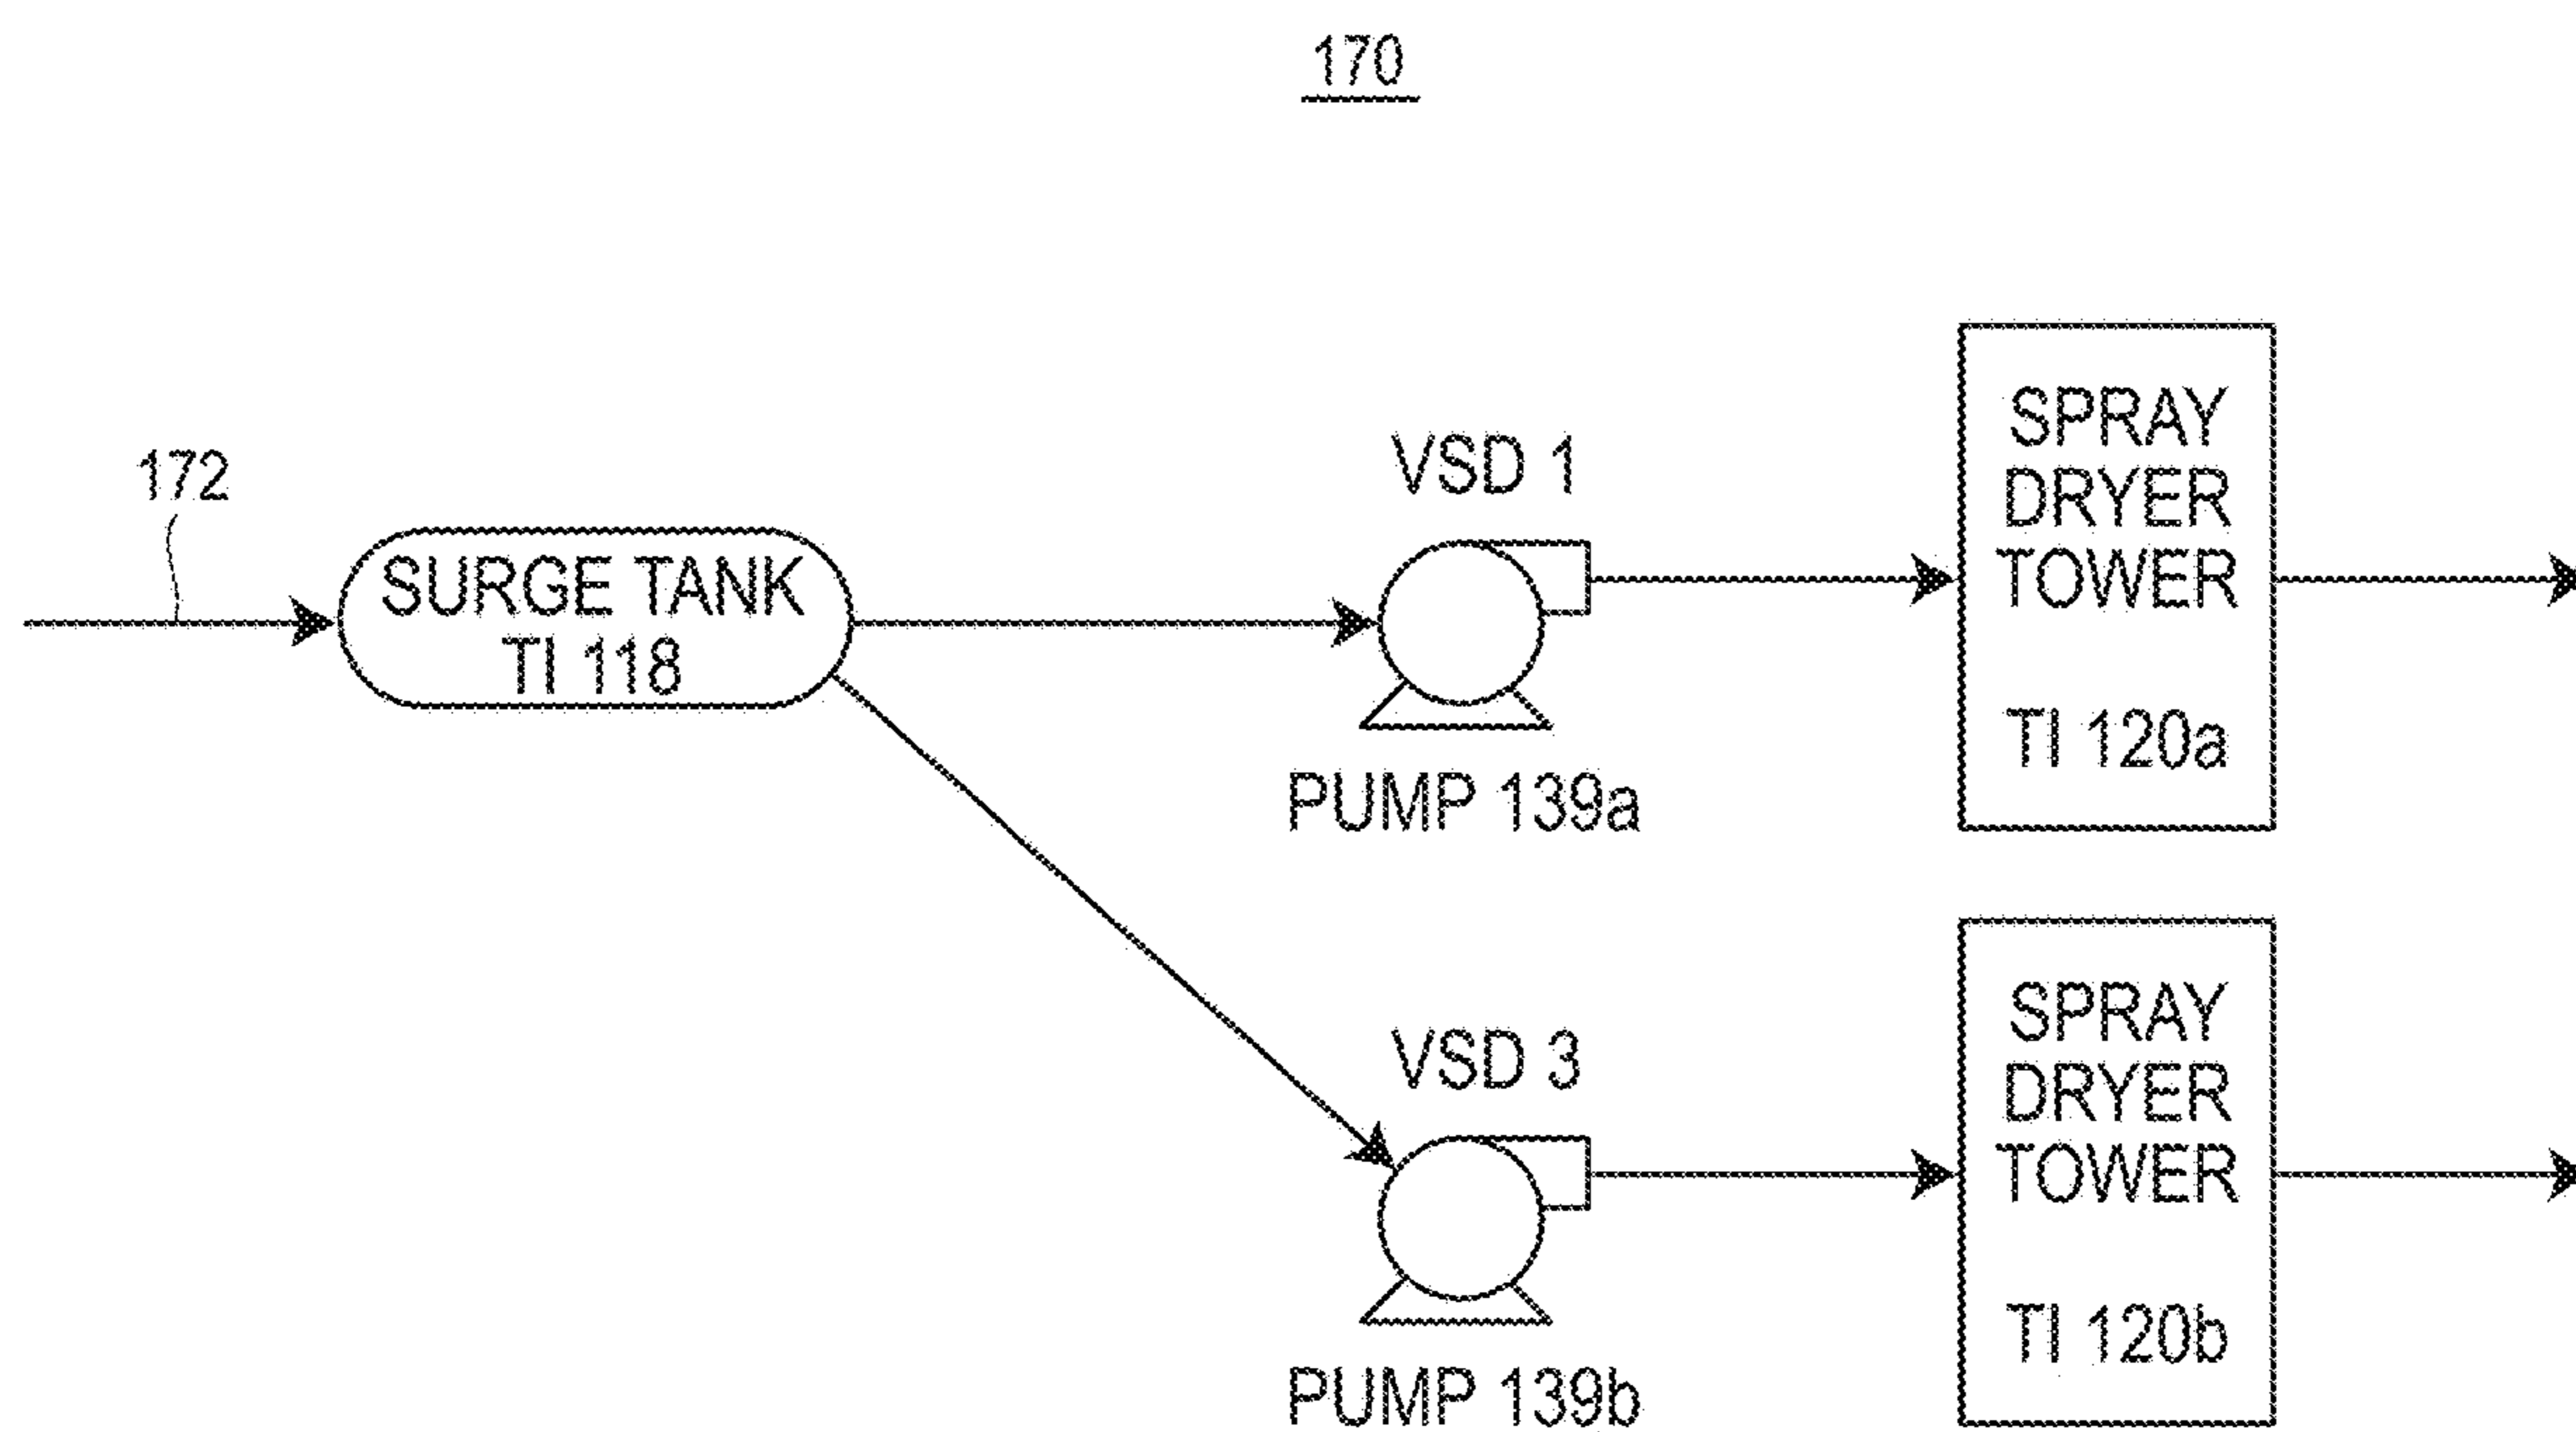 170
172
SURGE TANK
TI 118
VSD 1
PUMP 139a
SPRAY
DRYER
TOWER
TI 120a
VSD 3
PUMP 139b
SPRAY
DRYER
TOWER
TI 120b